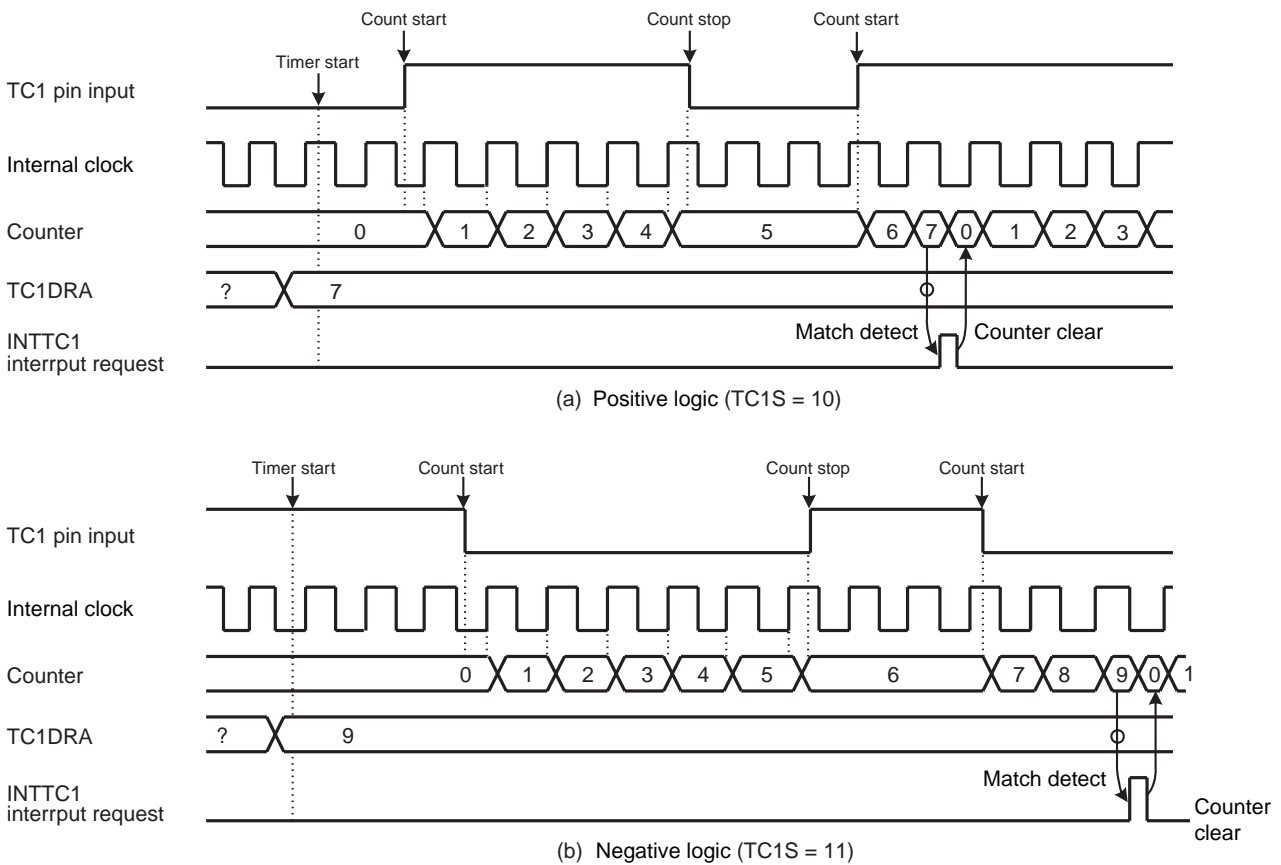 Count start
Count stop
Count start
Timer start
TC1 pin input
Internal clock
Counter
0 1 2 3 4 5 6 7 0 1 2 3
TC1DRA
? 7
INTTC1
interrput request
Match detect
Counter clear
(a) Positive logic (TC1S = 10)
Timer start
Count start
Count stop
Count start
TC1 pin input
Internal clock
Counter
0 1 2 3 4 5 6 7 8 9 0 1
TC1DRA
? 9
INTTC1
interrput request
Match detect
Counter
clear
(b) Negative logic (TC1S = 11)